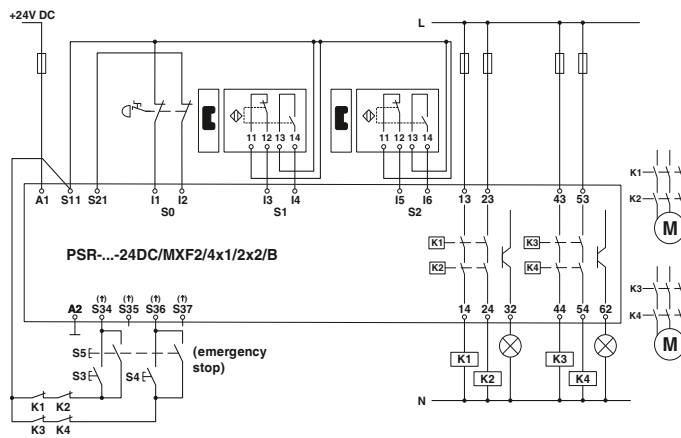 +24V DC
L
11 12 13 14
11 12 13 14
A1 S11 S21 I1 I2 I3 I4 I5 I6 13 23 43 53
S0 S1 S2
K1
K2
M
PSR-...-24DC/MXF2/4x1/2x2/B
K1 K3
K2 K4
K3
K4
M
(↑) (↑) (↑) (↑)
A2 S34 S35 S36 S37 14 24 32 44 54 62
S5 (emergency
stop)
S3 S4
K1 K3
K2 K4
K1 K2
K3 K4
N